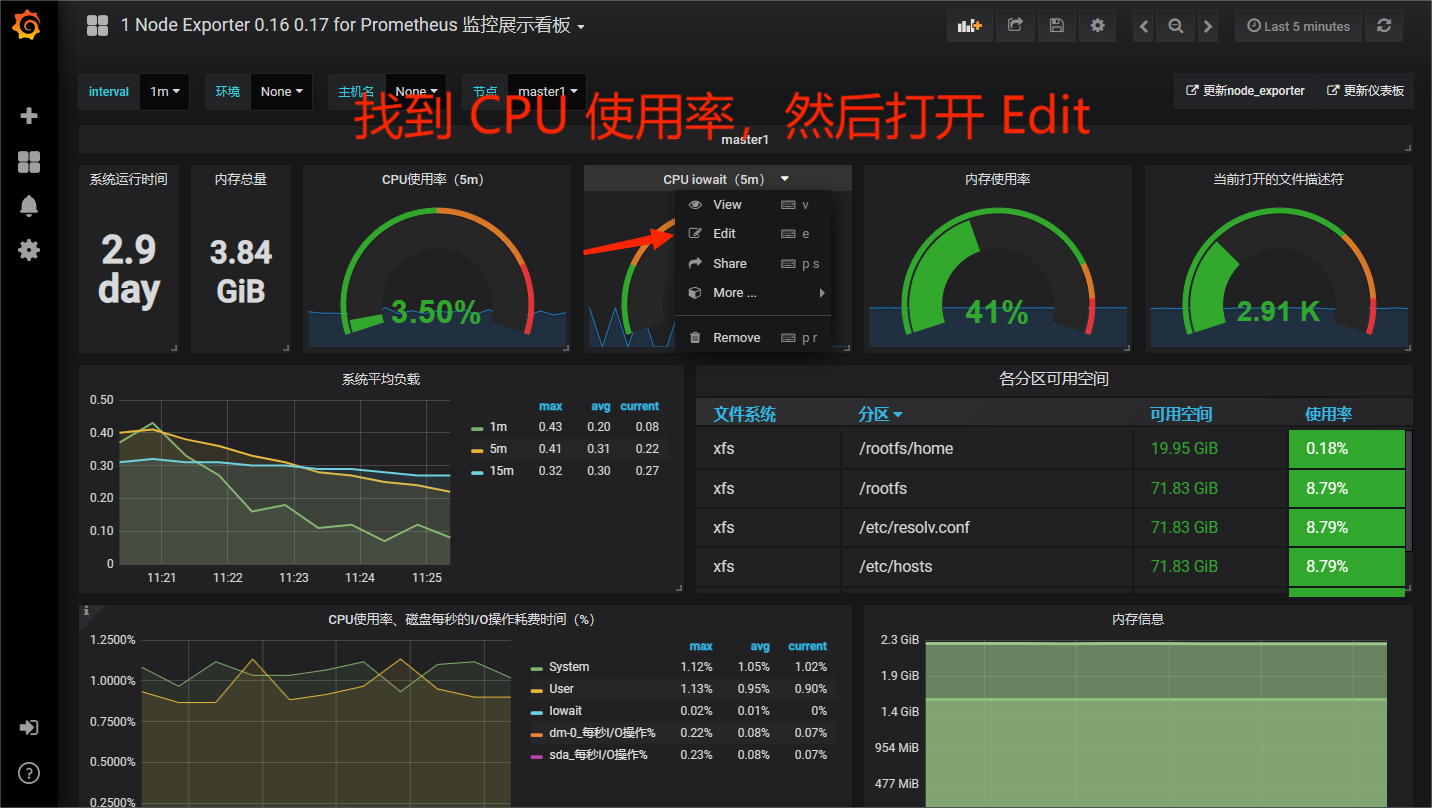 1 Node Exporter 0.16 0.17 for Prometheus 监控展示看板
Last 5 minutes
interval 1m 环境 None 主机名 None 节点 master1
更新node_exporter 更新仪表板
找到 CPU 使用率，然后打开 Edit
master1
系统运行时间
2.9
day
内存总量
3.84
GiB
CPU使用率（5m）
3.50%
CPU iowait（5m）
View v
Edit e
Share p s
More ...
Remove p r
内存使用率
41%
当前打开的文件描述符
2.91 K
系统平均负载
0.50
0.40
0.30
0.20
0.10
0
11:21 11:22 11:23 11:24 11:25
max avg current
1m 0.43 0.20 0.08
5m 0.41 0.31 0.22
15m 0.32 0.30 0.27
各分区可用空间
文件系统 分区 可用空间 使用率
xfs /rootfs/home 19.95 GiB 0.18%
xfs /rootfs 71.83 GiB 8.79%
xfs /etc/resolv.conf 71.83 GiB 8.79%
xfs /etc/hosts 71.83 GiB 8.79%
CPU使用率、磁盘每秒的I/O操作耗费时间（%）
1.2500%
1.0000%
0.7500%
0.5000%
0.2500%
max avg current
System 1.12% 1.05% 1.02%
User 1.13% 0.95% 0.90%
Iowait 0.02% 0.01% 0%
dm-0_每秒I/O操作% 0.22% 0.08% 0.07%
sda_每秒I/O操作% 0.23% 0.08% 0.07%
内存信息
2.3 GiB
1.9 GiB
1.4 GiB
954 MiB
477 MiB